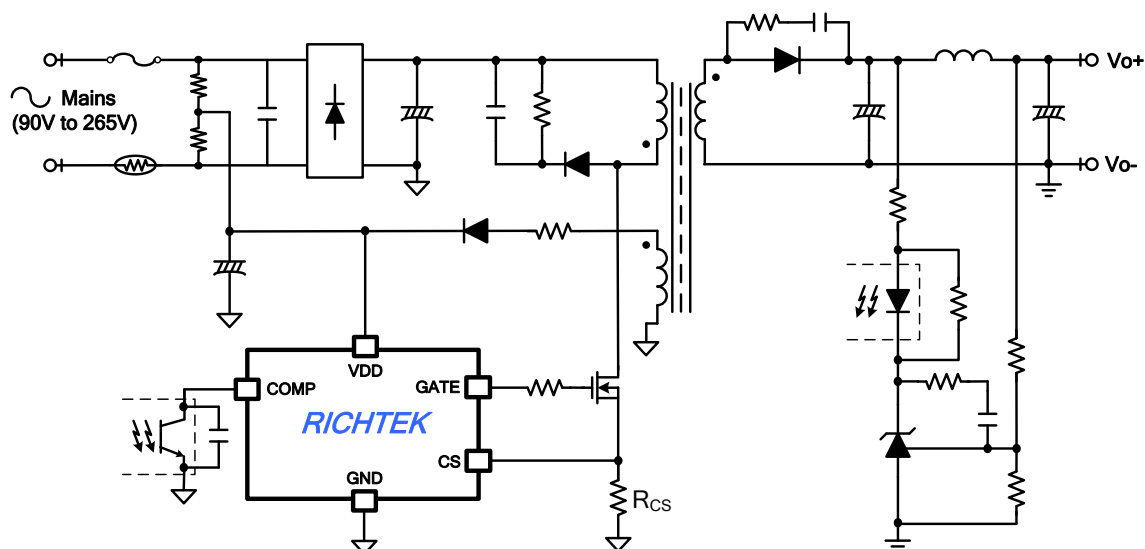 Vo+
Mains
(90V to 265V)
Vo-
VDD
COMP
GATE
RICHTEK
CS
GND
RCS